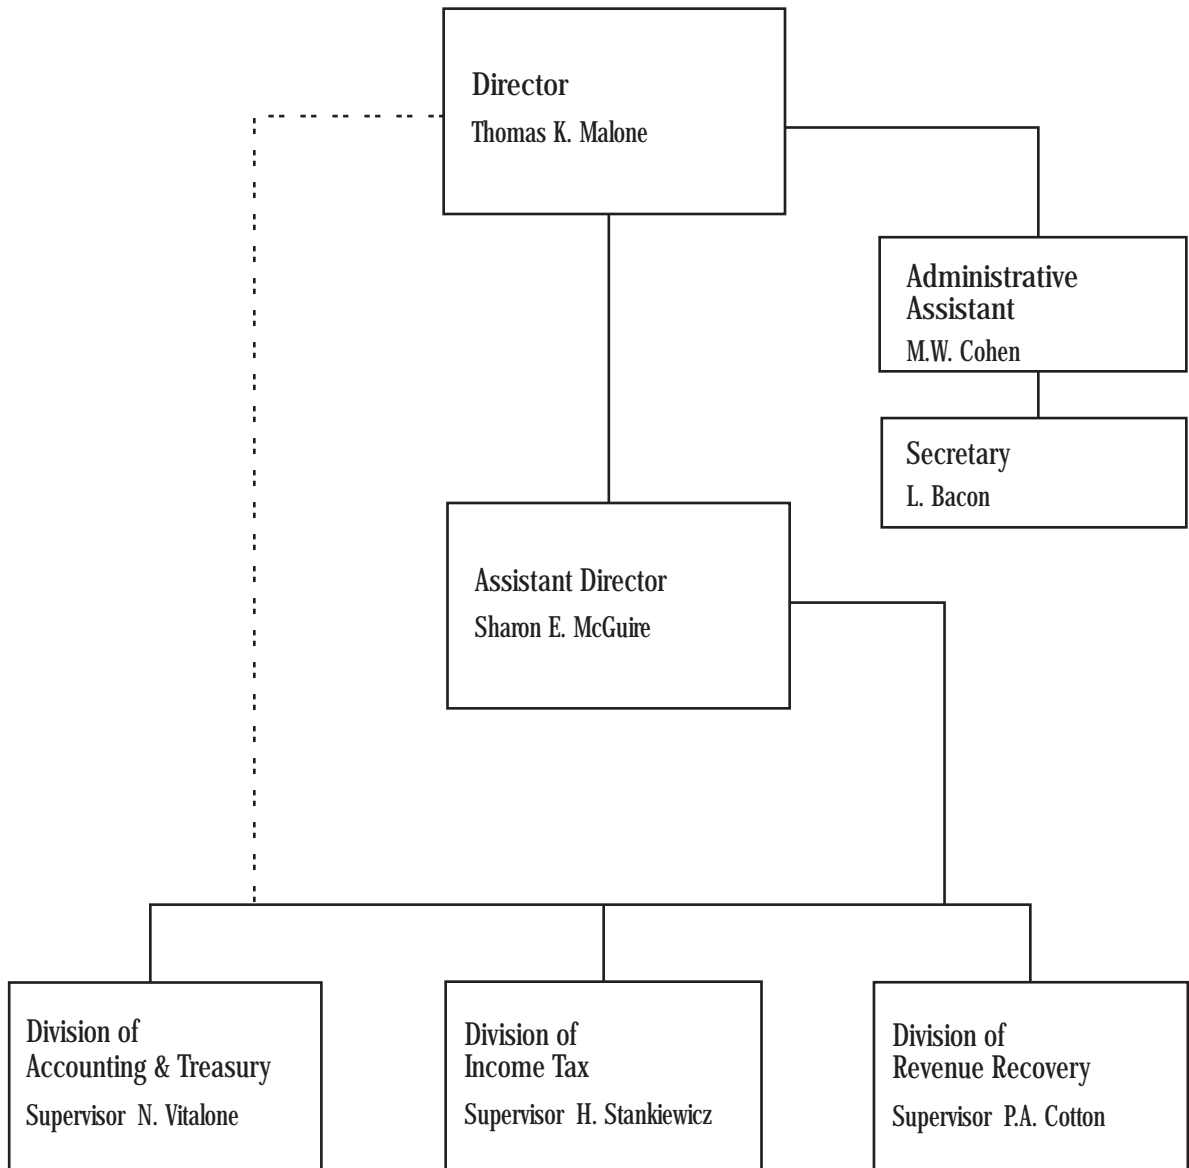 Director
Thomas K. Malone
Administrative
Assistant
M.W. Cohen
Secretary
L. Bacon
Assistant Director
Sharon E. McGuire
Division of
Accounting & Treasury
Supervisor N. Vitalone
Division of
Income Tax
Supervisor H. Stankiewicz
Division of
Revenue Recovery
Supervisor P.A. Cotton